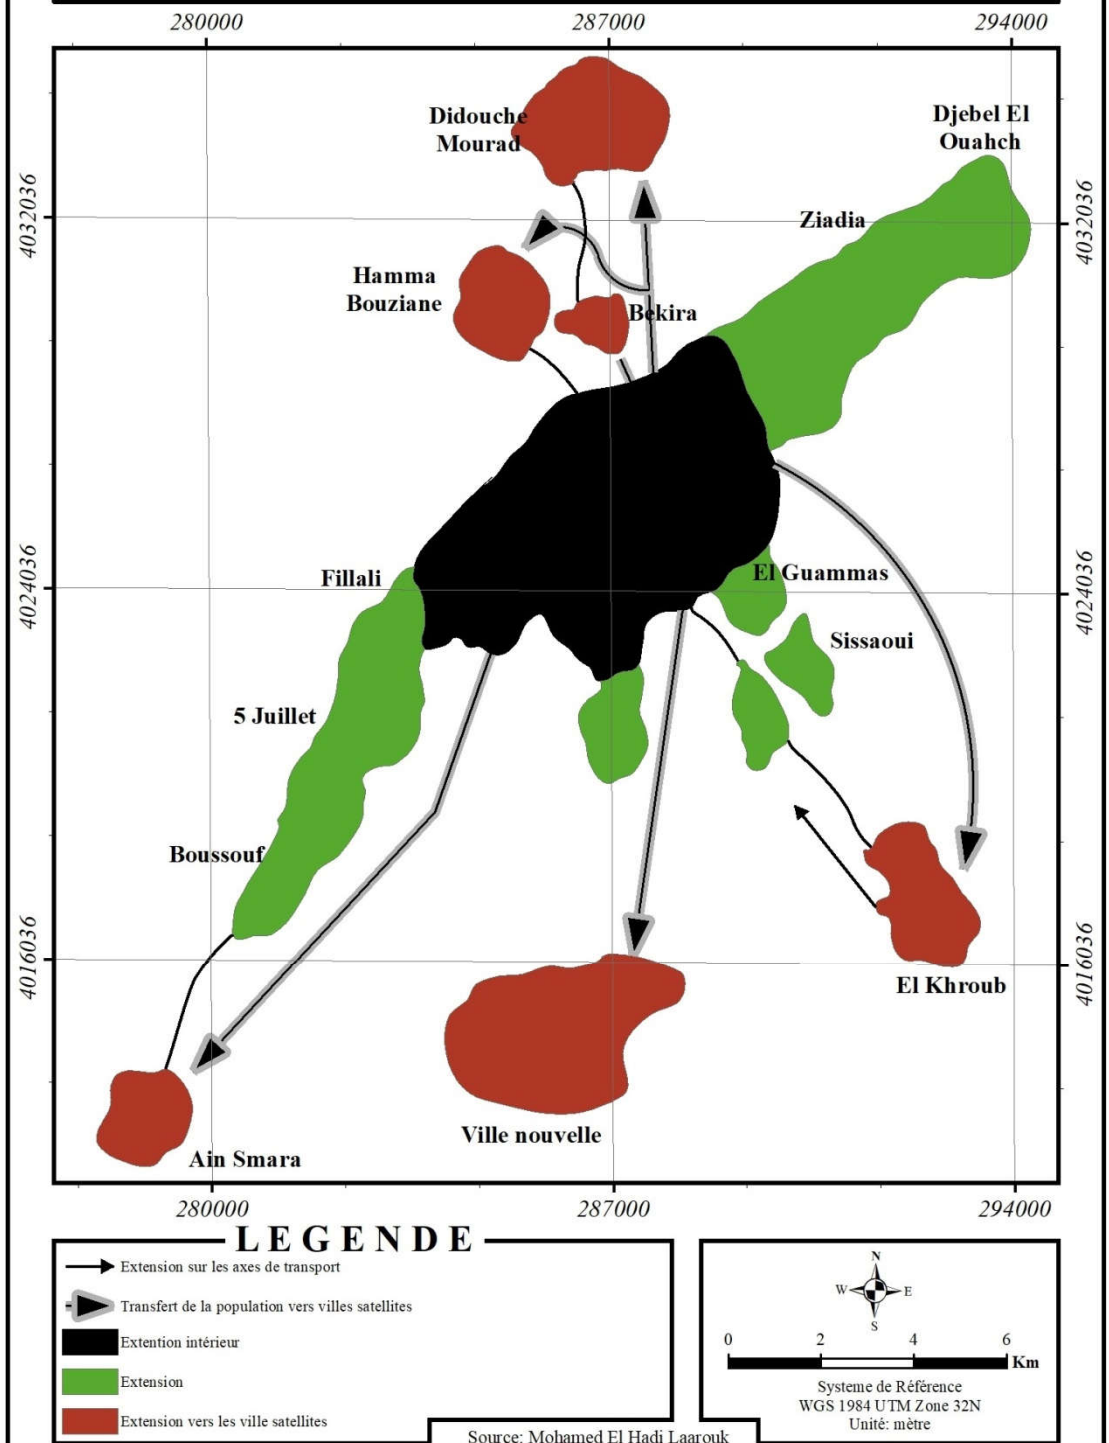 280000
287000
294000
Didouche
Mourad
Djebel El
Ouahch
4032036
4032036
Ziadia
Hamma
Bouziane
Bekira
4024036
4024036
Fillali
El Guammas
Sissaoui
5 Juillet
Boussouf
4016036
4016036
El Khroub
Ville nouvelle
Ain Smara
280000
287000
294000
LEGENDE
Extension sur les axes de transport
Transfert de la population vers villes satellites
Extention intérieur
Extension
Extension vers les ville satellites
N
W
E
S
0 2 4 6
Km
Systeme de Référence
WGS 1984 UTM Zone 32N
Unité: mètre
Source: Mohamed El Hadi Laarouk